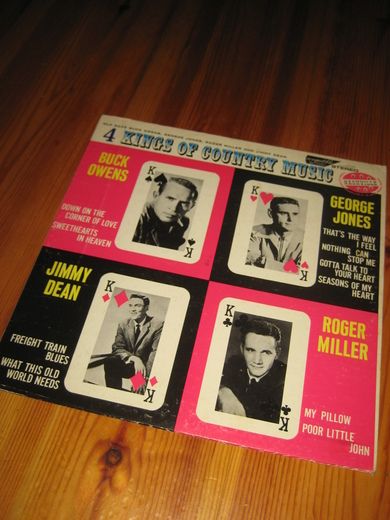 4 KINGS OF COUNTRY MUSIC
STEREO
NASHVILLE
BUCK
OWENS
DOWN ON THE
CORNER OF LOVE
SWEETHEARTS
IN HEAVEN
K
K
GEORGE
JONES
THAT'S THE WAY
I FEEL
NOTHING CAN
STOP ME
GOTTA TALK TO
YOUR HEART
SEASONS OF MY
HEART
K
K
JIMMY
DEAN
FREIGHT TRAIN
BLUES
WHAT THIS OLD
WORLD NEEDS
K
K
ROGER
MILLER
MY PILLOW
POOR LITTLE
JOHN
K
K